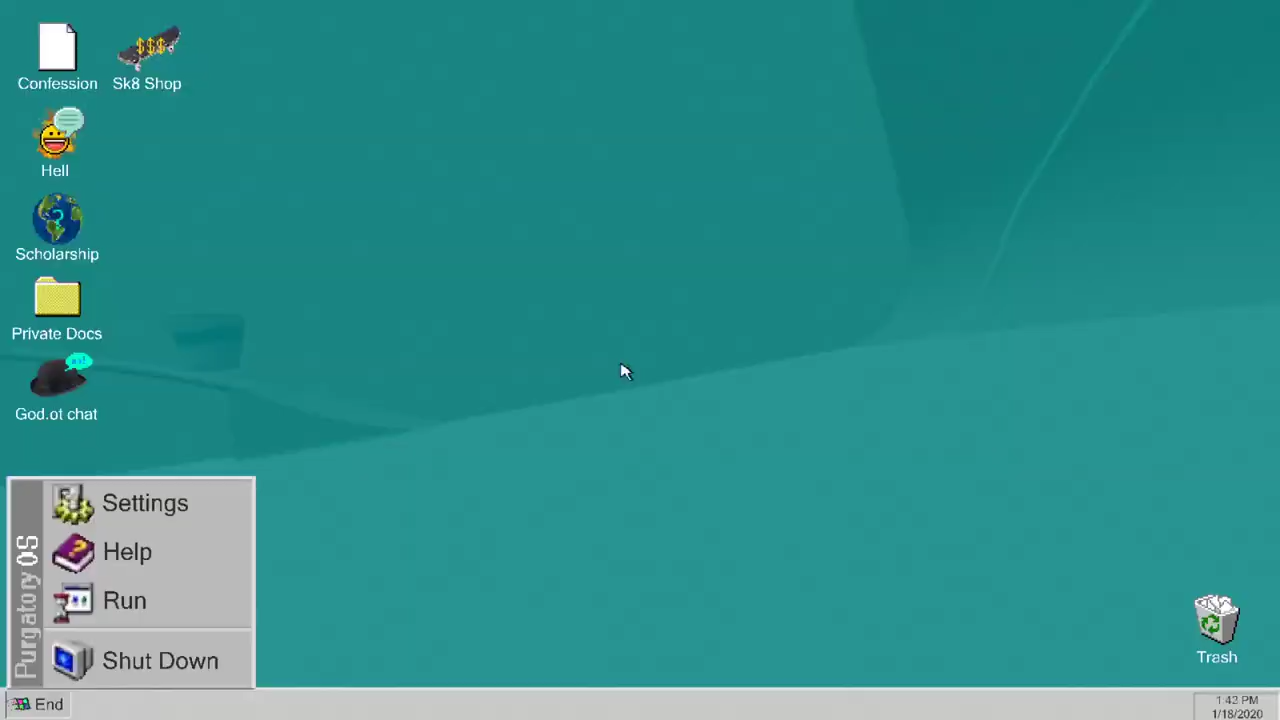 Confession
Sk8 Shop
$$$
Hell
?
Scholarship
Private Docs
God.ot chat
Purgatory OS
Settings
Help
Run
Shut Down
Trash
End
1:43 PM
1/18/2020